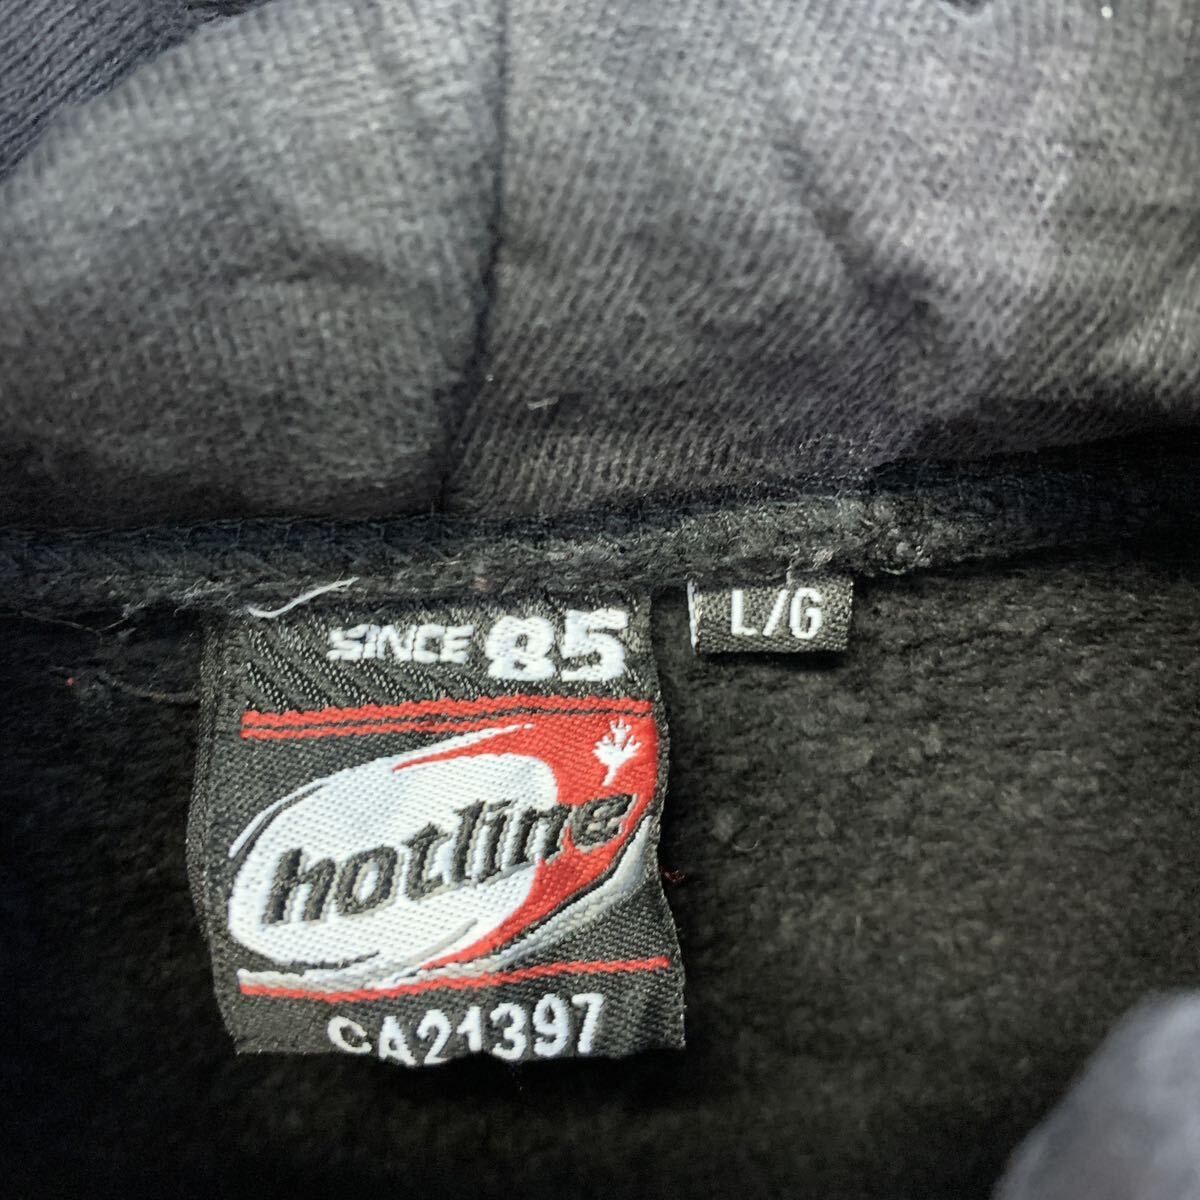 SINCE 85
L/G
hotline
CA21397